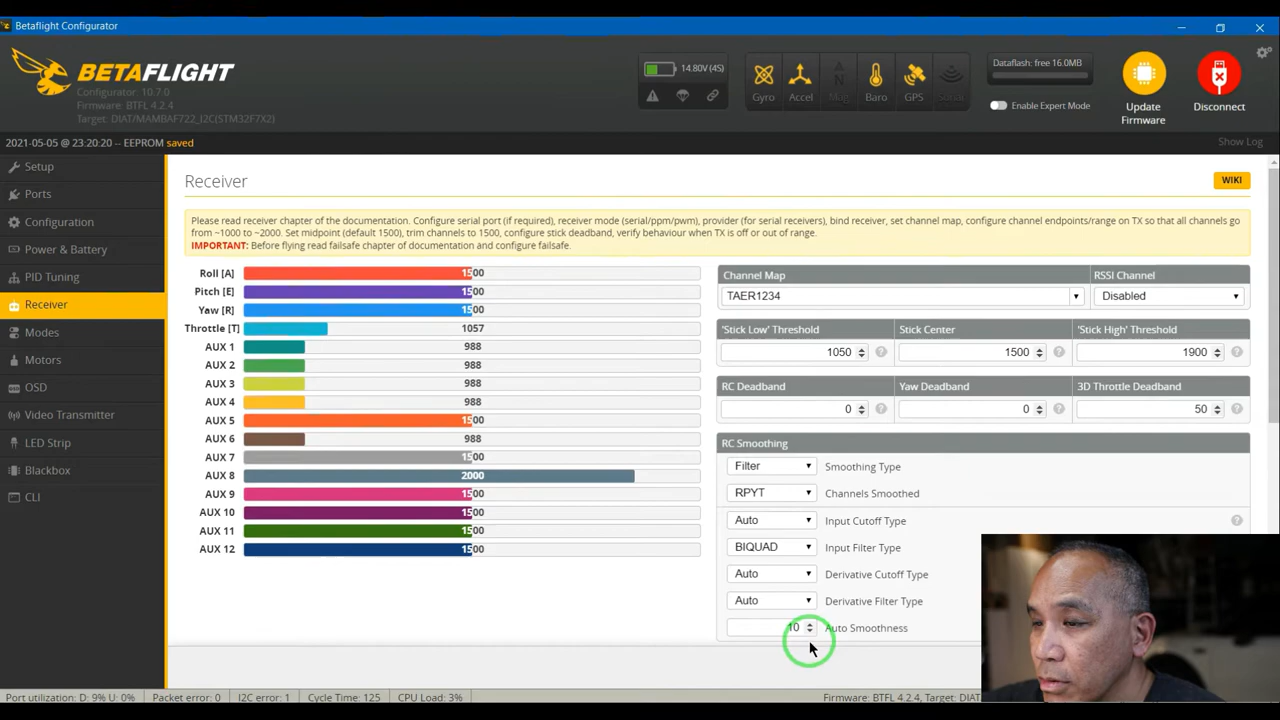 Betaflight Configurator
BETAFLIGHT
Configurator: 10.7.0
Firmware: BTFL 4.2.4
Target: DIAT/MAMBAF722_I2C(STM32F7X2)
14.80V (4S)
Gyro
Accel
Mag
Baro
GPS
Sonar
Dataflash: free 16.0MB
Enable Expert Mode
Update
Firmware
Disconnect
2021-05-05 @ 23:20:20 -- EEPROM saved
Show Log
Setup
Ports
Configuration
Power & Battery
PID Tuning
Receiver
Modes
Motors
OSD
Video Transmitter
LED Strip
Blackbox
CLI
Receiver
WIKI
Please read receiver chapter of the documentation. Configure serial port (if required), receiver mode (serial/ppm/pwm), provider (for serial receivers), bind receiver, set channel map, configure channel endpoints/range on TX so that all channels go
from ~1000 to ~2000. Set midpoint (default 1500), trim channels to 1500, configure stick deadband, verify behaviour when TX is off or out of range.
IMPORTANT: Before flying read failsafe chapter of documentation and configure failsafe.
Roll [A] 1500
Pitch [E] 1500
Yaw [R] 1500
Throttle [T] 1057
AUX 1 988
AUX 2 988
AUX 3 988
AUX 4 988
AUX 5 1500
AUX 6 988
AUX 7 1500
AUX 8 2000
AUX 9 1500
AUX 10 1500
AUX 11 1500
AUX 12 1500
Channel Map RSSI Channel
TAER1234 Disabled
'Stick Low' Threshold Stick Center 'Stick High' Threshold
1050 1500 1900
RC Deadband Yaw Deadband 3D Throttle Deadband
0 0 50
RC Smoothing
Filter Smoothing Type
RPYT Channels Smoothed
Auto Input Cutoff Type
BIQUAD Input Filter Type
Auto Derivative Cutoff Type
Auto Derivative Filter Type
10 Auto Smoothness
Port utilization: D: 9% U: 0% Packet error: 0 I2C error: 1 Cycle Time: 125 CPU Load: 3% Firmware: BTFL 4.2.4, Target: DIAT